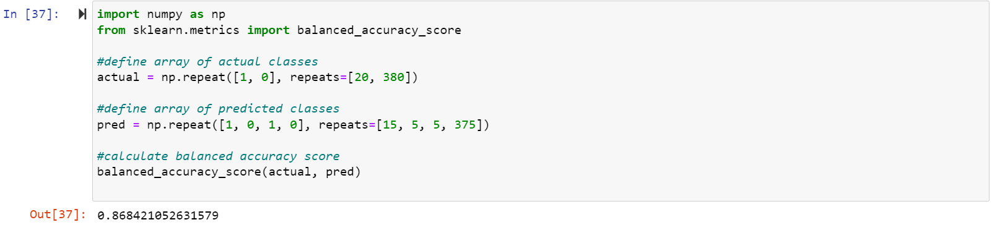 In [37]:
import numpy as np
from sklearn.metrics import balanced_accuracy_score
#define array of actual classes
actual = np.repeat([1, 0], repeats=[20, 380])
#define array of predicted classes
pred = np.repeat([1, 0, 1, 0], repeats=[15, 5, 5, 375])
#calculate balanced accuracy score
balanced_accuracy_score(actual, pred)
Out[37]: 0.868421052631579